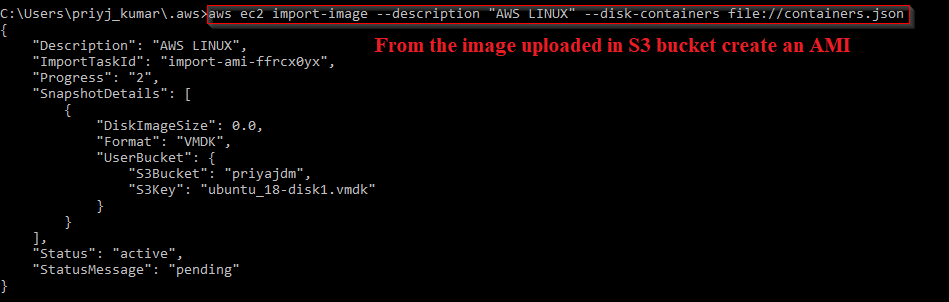 C:\Users\priyj_kumar\.aws>aws ec2 import-image --description "AWS LINUX" --disk-containers file://containers.json
{
    "Description": "AWS LINUX",
From the image uploaded in S3 bucket create an AMI
    "ImportTaskId": "import-ami-ffrcx0yx",
    "Progress": "2",
    "SnapshotDetails": [
        {
            "DiskImageSize": 0.0,
            "Format": "VMDK",
            "UserBucket": {
                "S3Bucket": "priyajdm",
                "S3Key": "ubuntu_18-disk1.vmdk"
            }
        }
    ],
    "Status": "active",
    "StatusMessage": "pending"
}